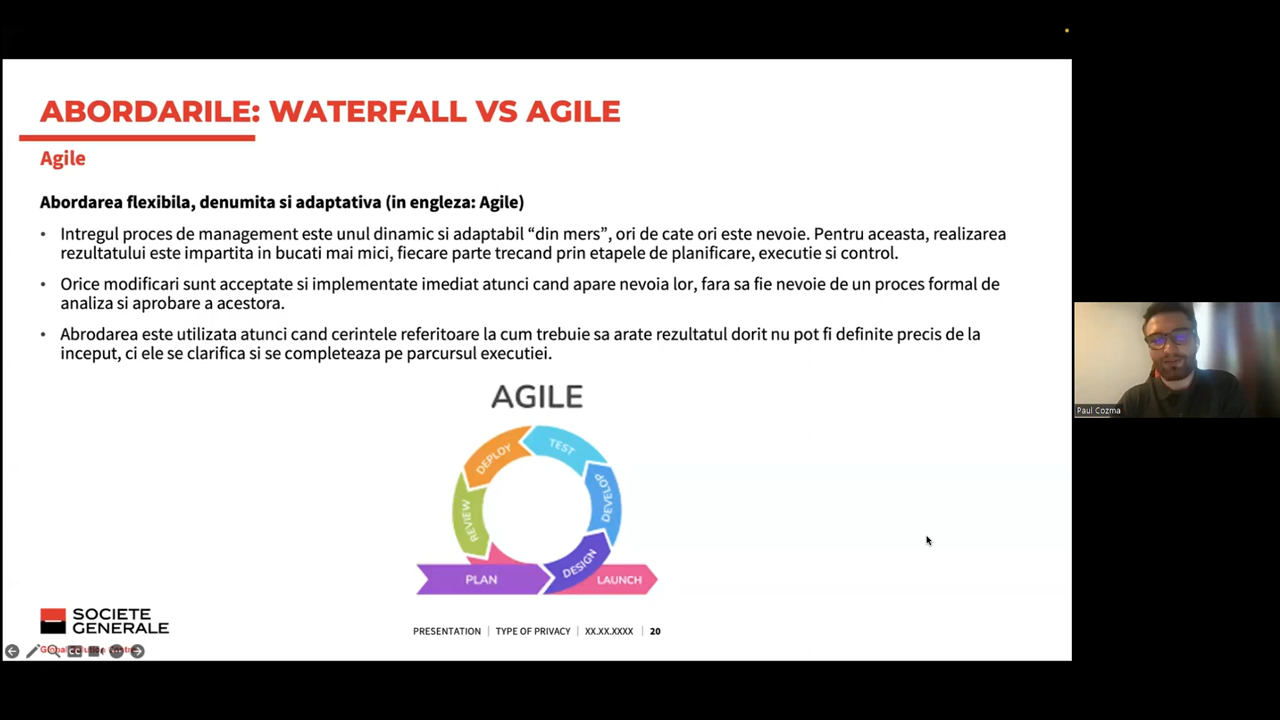 ABORDARILE: WATERFALL VS AGILE
Agile
Abordarea flexibila, denumita si adaptativa (in engleza: Agile)
• Intregul proces de management este unul dinamic si adaptabil “din mers”, ori de cate ori este nevoie. Pentru aceasta, realizarea
rezultatului este impartita in bucati mai mici, fiecare parte trecand prin etapele de planificare, executie si control.
• Orice modificari sunt acceptate si implementate imediat atunci cand apare nevoia lor, fara sa fie nevoie de un proces formal de
analiza si aprobare a acestora.
• Abrodarea este utilizata atunci cand cerintele referitoare la cum trebuie sa arate rezultatul dorit nu pot fi definite precis de la
inceput, ci ele se clarifica si se completeaza pe parcursul executiei.
AGILE
DEPLOY
TEST
REVIEW
DEVELOP
DESIGN
PLAN
LAUNCH
Paul Cozma
SOCIETE
GENERALE
PRESENTATION | TYPE OF PRIVACY | XX.XX.XXXX | 20